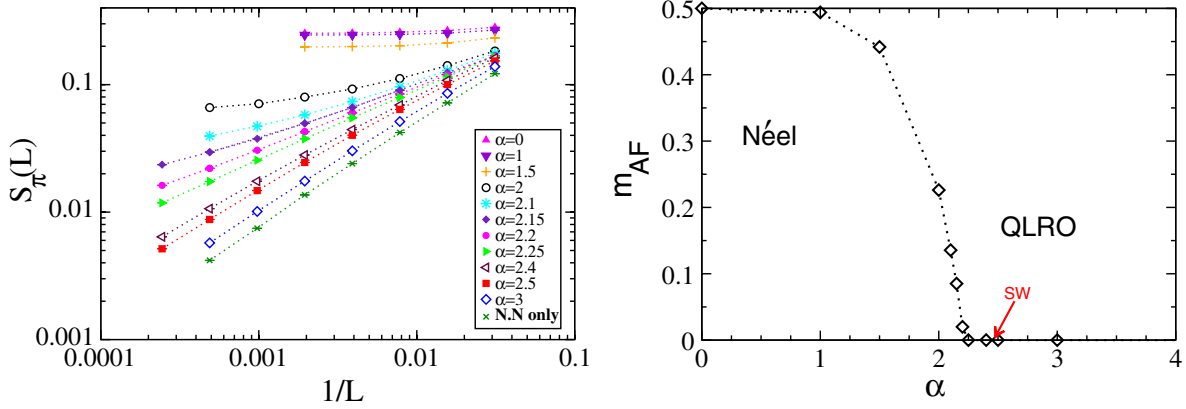 0.1
0.01
0.001
S_π(L)
α=0
α=1
α=1.5
α=2
α=2.1
α=2.15
α=2.2
α=2.25
α=2.4
α=2.5
α=3
N.N only
0.0001 0.001 0.01 0.1
1/L
0.5
0.4
0.3
0.2
0.1
0
m_AF
Néel
QLRO
SW
0 1 2 3 4
α